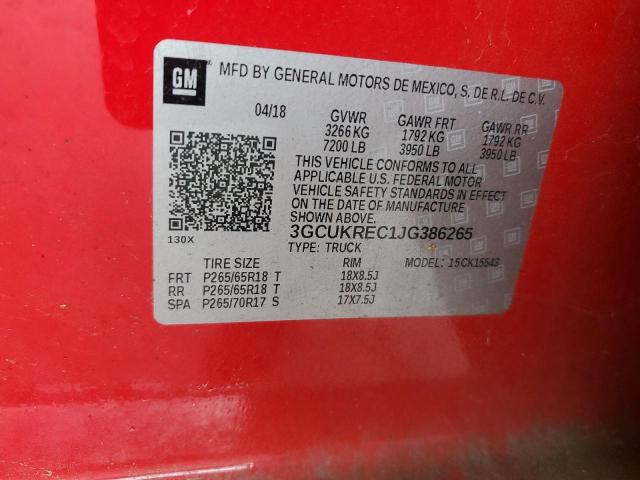 GM
MFD BY GENERAL MOTORS DE MEXICO, S. DE R.L. DE C.V.
04/18 GVWR GAWR FRT GAWR RR
3266 KG 1792 KG 1792 KG
7200 LB 3950 LB 3950 LB
THIS VEHICLE CONFORMS TO ALL
APPLICABLE U.S. FEDERAL MOTOR
VEHICLE SAFETY STANDARDS IN EFFECT
ON THE DATE OF MANUFACTURE
SHOWN ABOVE.
3GCUKREC1JG386265
130X
TYPE: TRUCK
TIRE SIZE RIM MODEL: 15CK15543
FRT P265/65R18 T 18X8.5J
RR P265/65R18 T 18X8.5J
SPA P265/70R17 S 17X7.5J